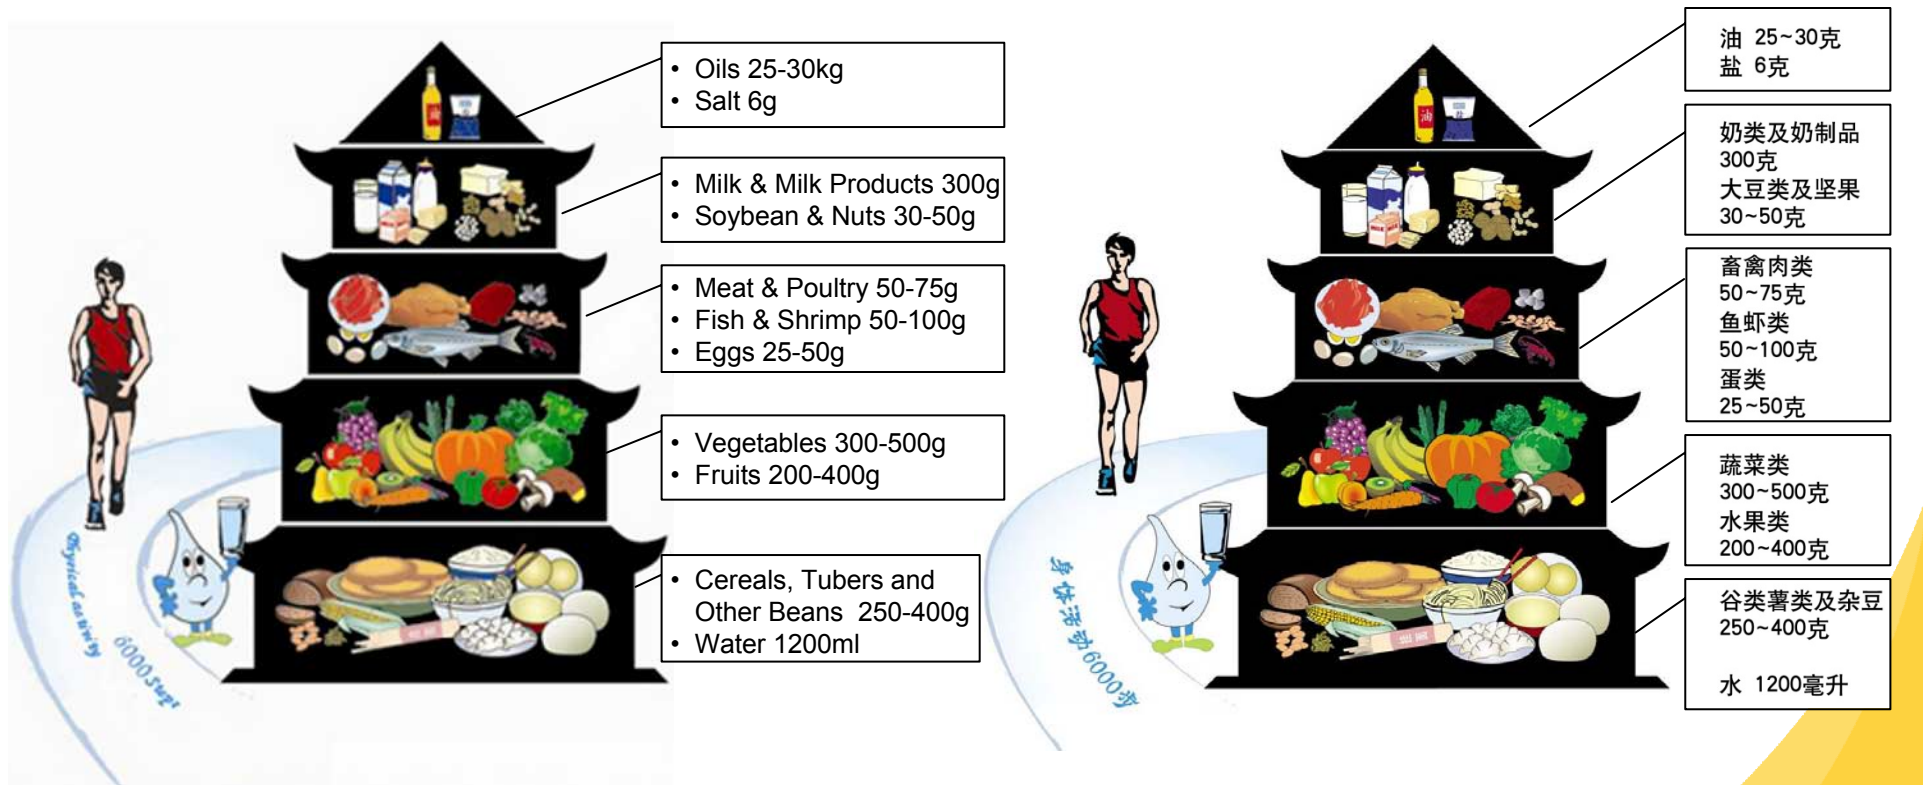 • Oils 25-30kg
• Salt 6g
• Milk & Milk Products 300g
• Soybean & Nuts 30-50g
• Meat & Poultry 50-75g
• Fish & Shrimp 50-100g
• Eggs 25-50g
• Vegetables 300-500g
• Fruits 200-400g
• Cereals, Tubers and
Other Beans 250-400g
• Water 1200ml
油
油 25~30克
盐 6克
奶类及奶制品
300克
大豆类及坚果
30~50克
畜禽肉类
50~75克
鱼虾类
50~100克
蛋类
25~50克
蔬菜类
300~500克
水果类
200~400克
谷类薯类及杂豆
250~400克
水 1200毫升
身体活动6000步